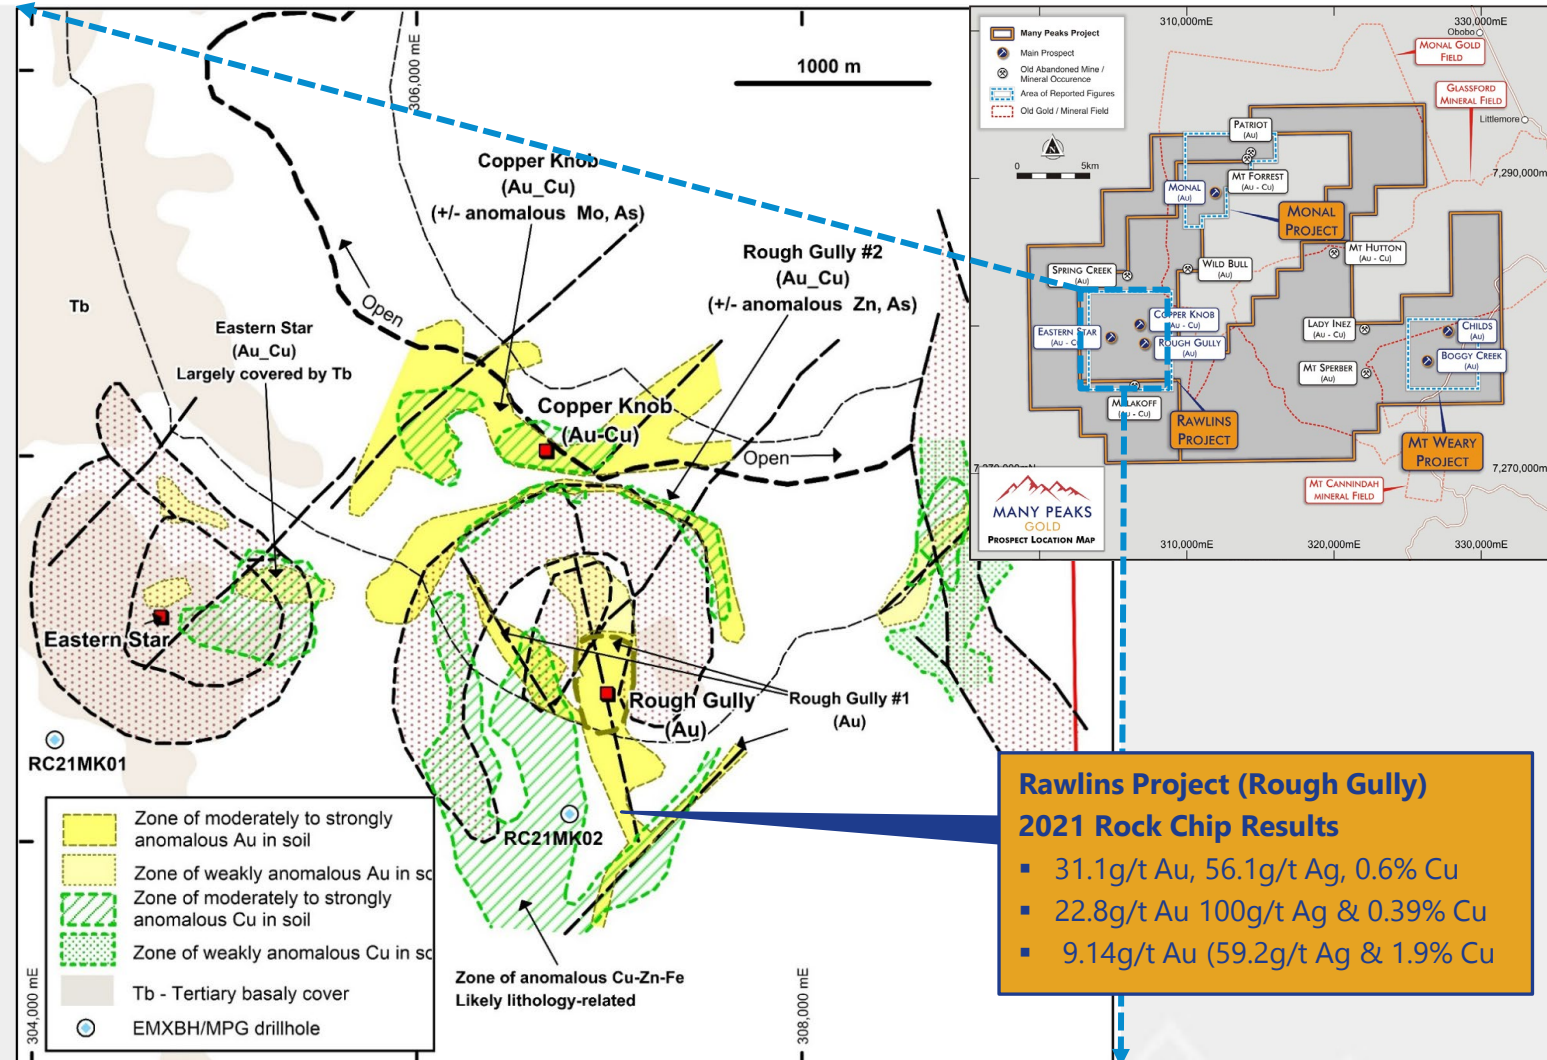 306,000 mE
1000 m
Copper Knob
(Au_Cu)
(+/- anomalous Mo, As)
Rough Gully #2
(Au_Cu)
(+/- anomalous Zn, As)
Tb
Open
Eastern Star
(Au_Cu)
Largely covered by Tb
Copper Knob
(Au-Cu)
Open
Eastern Star
Rough Gully
(Au)
Rough Gully #1
(Au)
RC21MK01
RC21MK02
Zone of anomalous Cu-Zn-Fe
Likely lithology-related
304,000 mE
308,000 mE
Zone of moderately to strongly
anomalous Au in soil
Zone of weakly anomalous Au in so
Zone of moderately to strongly
anomalous Cu in soil
Zone of weakly anomalous Cu in so
Tb - Tertiary basaly cover
EMXBH/MPG drillhole
Many Peaks Project
Main Prospect
Old Abandoned Mine /
Mineral Occurence
Area of Reported Figures
Old Gold / Mineral Field
0 5km
310,000mE
330,000mE
Obobo
MONAL GOLD
FIELD
GLASSFORD
MINERAL FIELD
Littlemore
7,290,000m
PATRIOT
(Au)
MT FORREST
(Au - Cu)
MONAL
(Au)
MONAL
PROJECT
MT HUTTON
(Au - Cu)
SPRING CREEK
(Au)
WILD BULL
(Au)
COPPER KNOB
(Au - Cu)
EASTERN STAR
(Au - C
ROUGH GULLY
(Au)
LADY INEZ
(Au - Cu)
CHILDS
(Au)
BOGGY CREEK
(Au)
MT SPERBER
(Au)
(Au - Cu)
RAWLINS
PROJECT
MT WEARY
PROJECT
7,270,000m
MT CANNINDAH
MINERAL FIELD
MANY PEAKS
GOLD
PROSPECT LOCATION MAP
310,000mE
320,000mE
330,000mE
Rawlins Project (Rough Gully)
2021 Rock Chip Results
▪ 31.1g/t Au, 56.1g/t Ag, 0.6% Cu
▪ 22.8g/t Au 100g/t Ag & 0.39% Cu
▪ 9.14g/t Au (59.2g/t Ag & 1.9% Cu